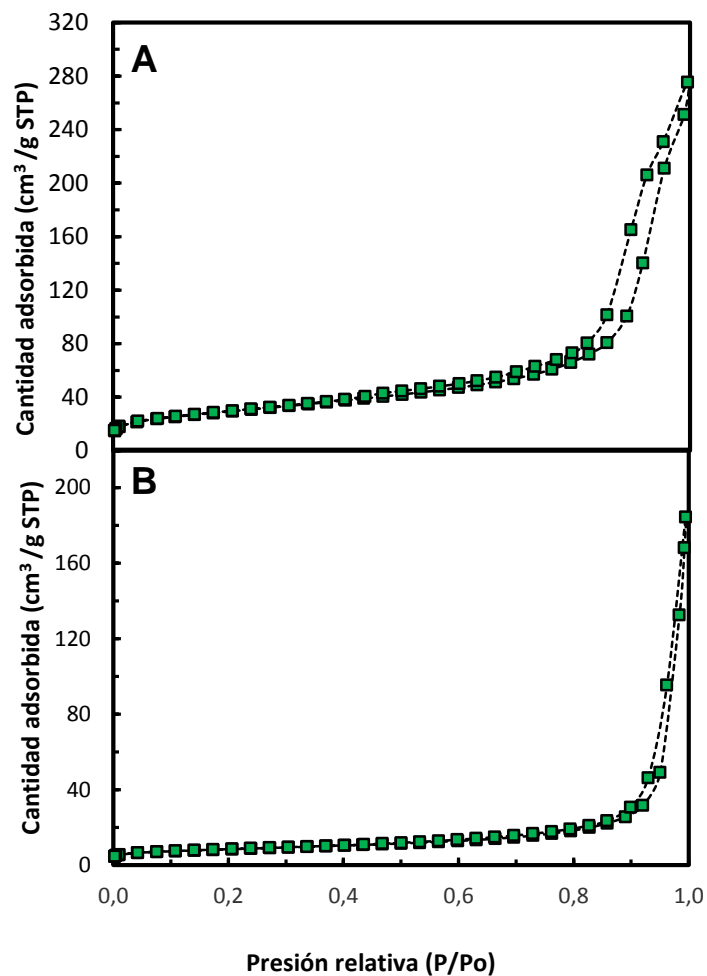 A
320
280
240
200
160
120
80
40
0
Cantidad adsorbida (cm³ /g STP)
B
200
160
120
80
40
0
Cantidad adsorbida (cm³ /g STP)
0,0 0,2 0,4 0,6 0,8 1,0
Presión relativa (P/Po)